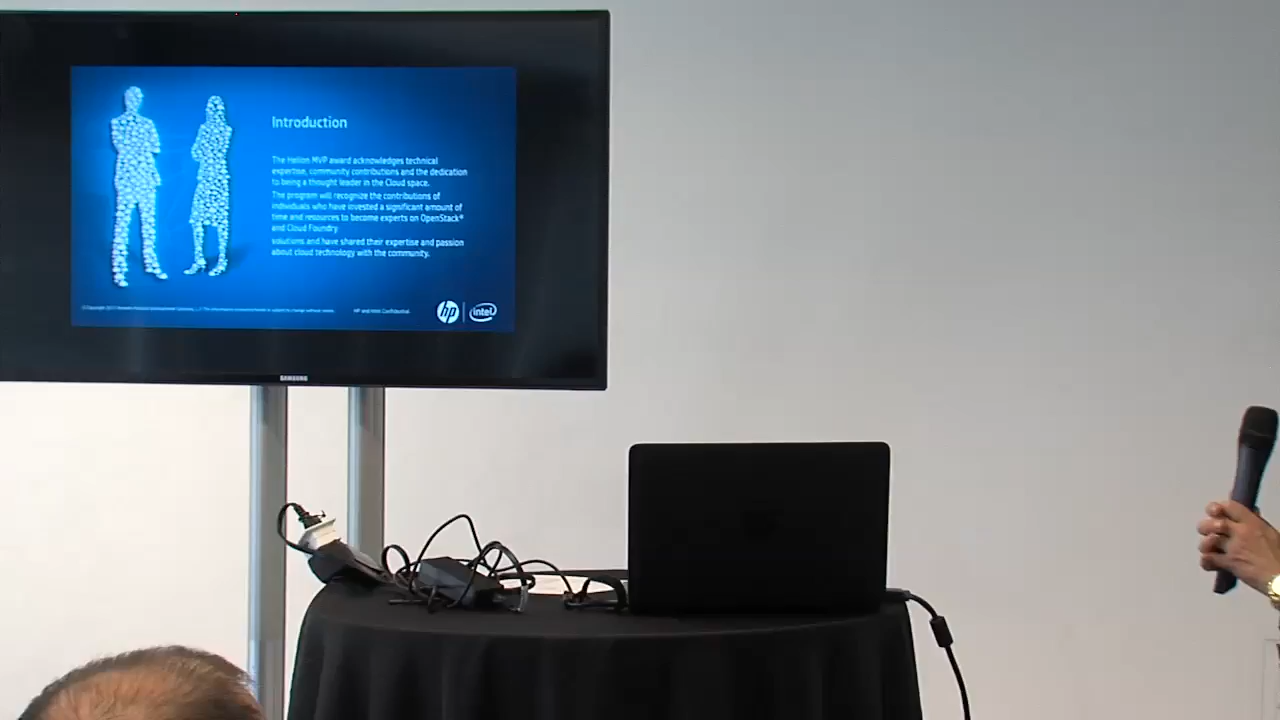 Introduction
The Helion MVP award acknowledges technical
expertise, community contributions and the dedication
to being a thought leader in the Cloud space.
The program will recognize the contributions of
individuals who have invested a significant amount of
time and resources to become experts on OpenStack®
and Cloud Foundry
solutions and have shared their expertise and passion
about cloud technology with the community.
HP and Intel Confidential
hp
intel
SAMSUNG